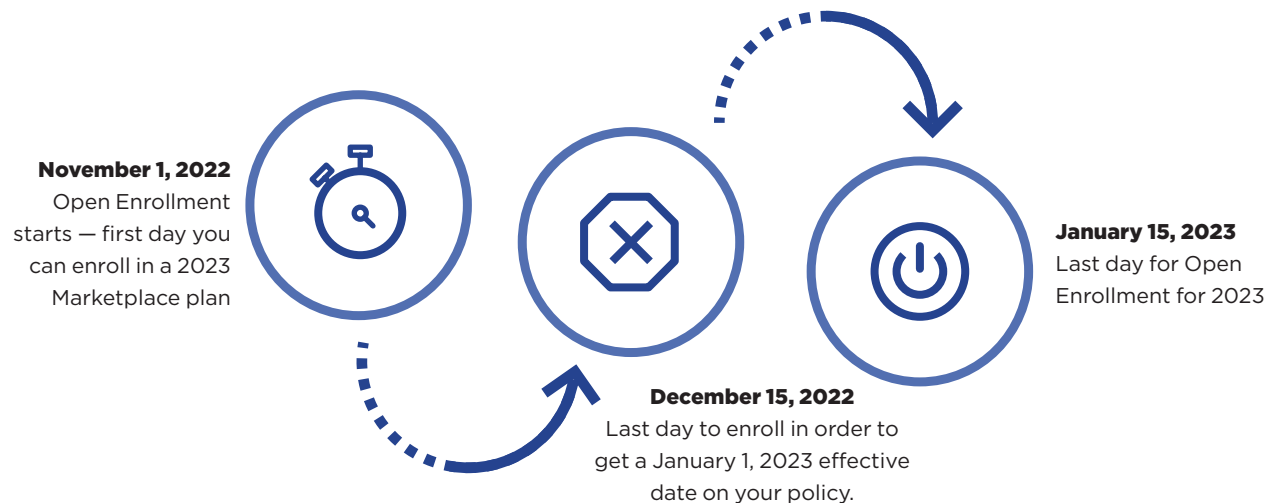 November 1, 2022
Open Enrollment
starts — first day you
can enroll in a 2023
Marketplace plan
December 15, 2022
Last day to enroll in order to
get a January 1, 2023 effective
date on your policy.
January 15, 2023
Last day for Open
Enrollment for 2023